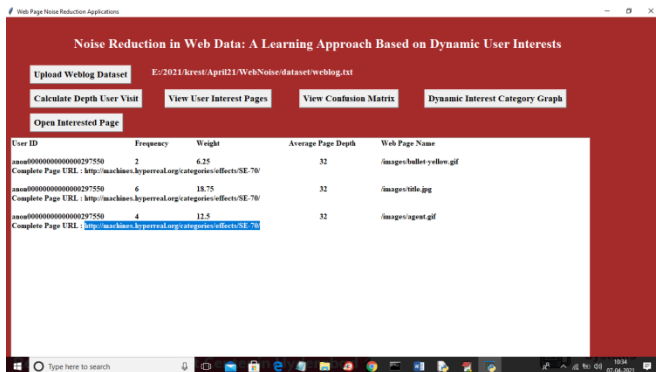 Web Page Noise Reduction Applications
Noise Reduction in Web Data: A Learning Approach Based on Dynamic User Interests
Upload Weblog Dataset E:/2021/krest/April21/WebNoise/dataset/weblog.txt
Calculate Depth User Visit View User Interest Pages View Confusion Matrix Dynamic Interest Category Graph
Open Interested Page
User ID Frequency Weight Average Page Depth Web Page Name
anon00000000000000297550 2 6.25 32 /images/bullet-yellow.gif
Complete Page URL : http://machines.hyperreal.org/categories/effects/SE-70/
anon00000000000000297550 6 18.75 32 /images/title.jpg
Complete Page URL : http://machines.hyperreal.org/categories/effects/SE-70/
anon00000000000000297550 4 12.5 32 /images/agent.gif
Complete Page URL : http://machines.hyperreal.org/categories/effects/SE-70/
Type here to search
10:34
07-04-2021